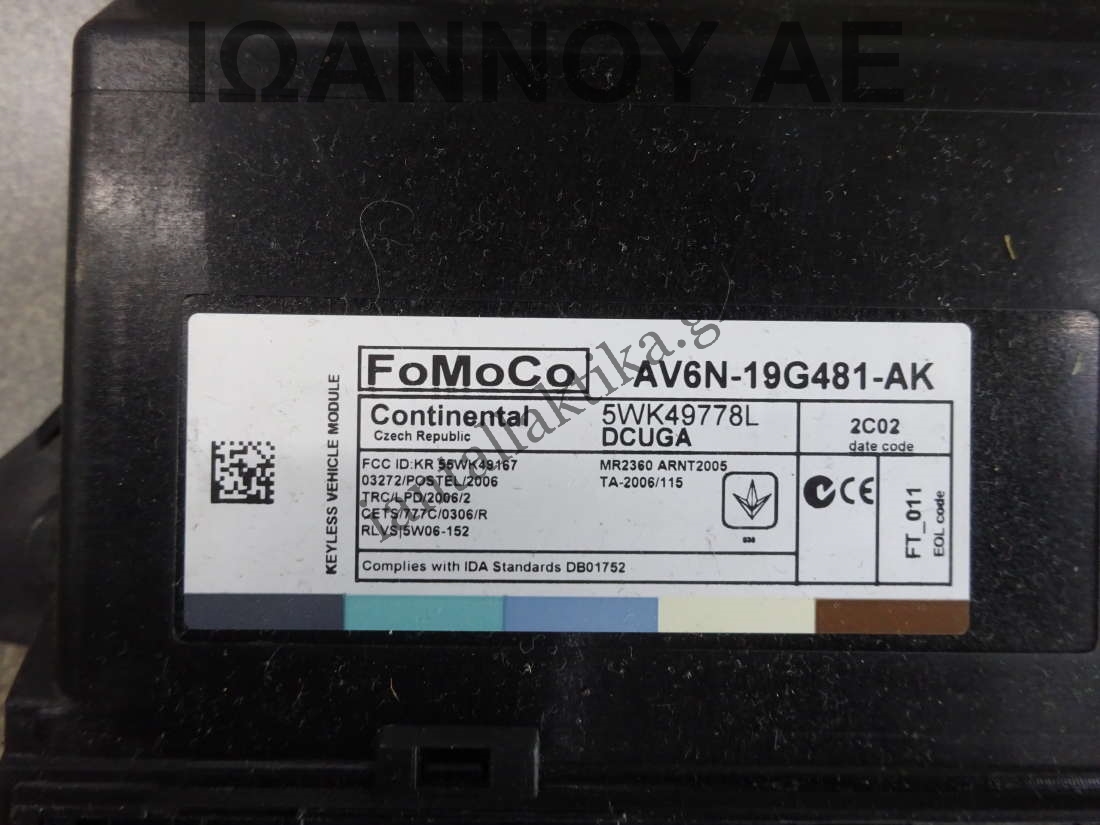 ΙΩΑΝΝΟΥ ΑΕ
iantallaktika.g
KEYLESS VEHICLE MODULE
FoMoCo
AV6N-19G481-AK
Continental
Czech Republic
5WK49778L
DCUGA
2C02
date code
FCC ID:KR 55WK49167
03272/POSTEL/2006
TRC/LPD/2006/2
CETS/7Z7C/0306/R
RLVS|5W06-152
MR2360 ARNT2005
TA-2006/115
CE
FT_011
EOL code
Complies with IDA Standards DB01752